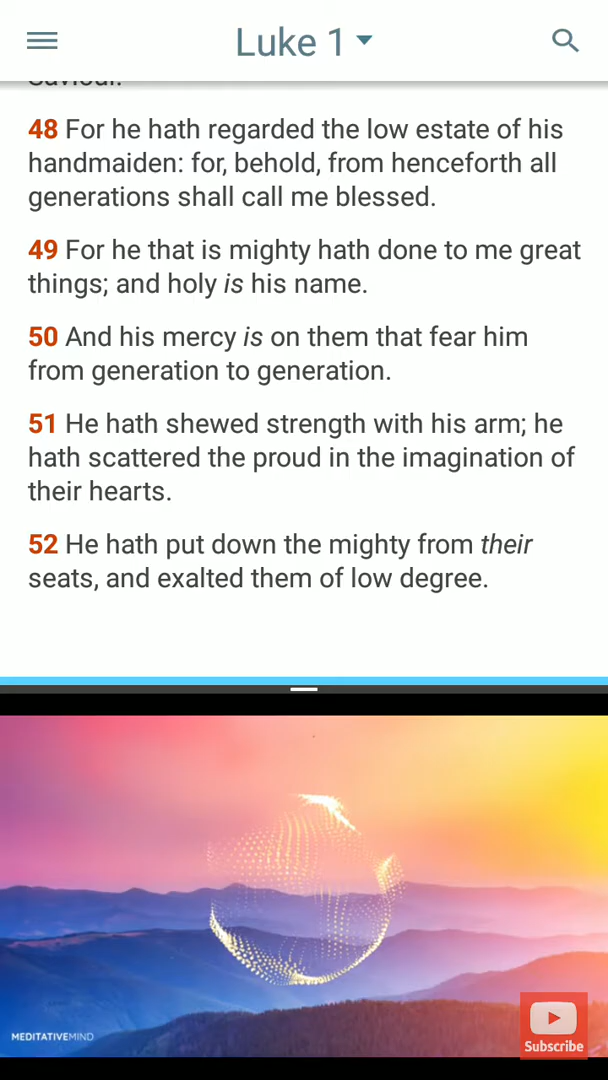 Luke 1
48 For he hath regarded the low estate of his
handmaiden: for, behold, from henceforth all
generations shall call me blessed.
49 For he that is mighty hath done to me great
things; and holy is his name.
50 And his mercy is on them that fear him
from generation to generation.
51 He hath shewed strength with his arm; he
hath scattered the proud in the imagination of
their hearts.
52 He hath put down the mighty from their
seats, and exalted them of low degree.
MEDITATIVEMIND
Subscribe